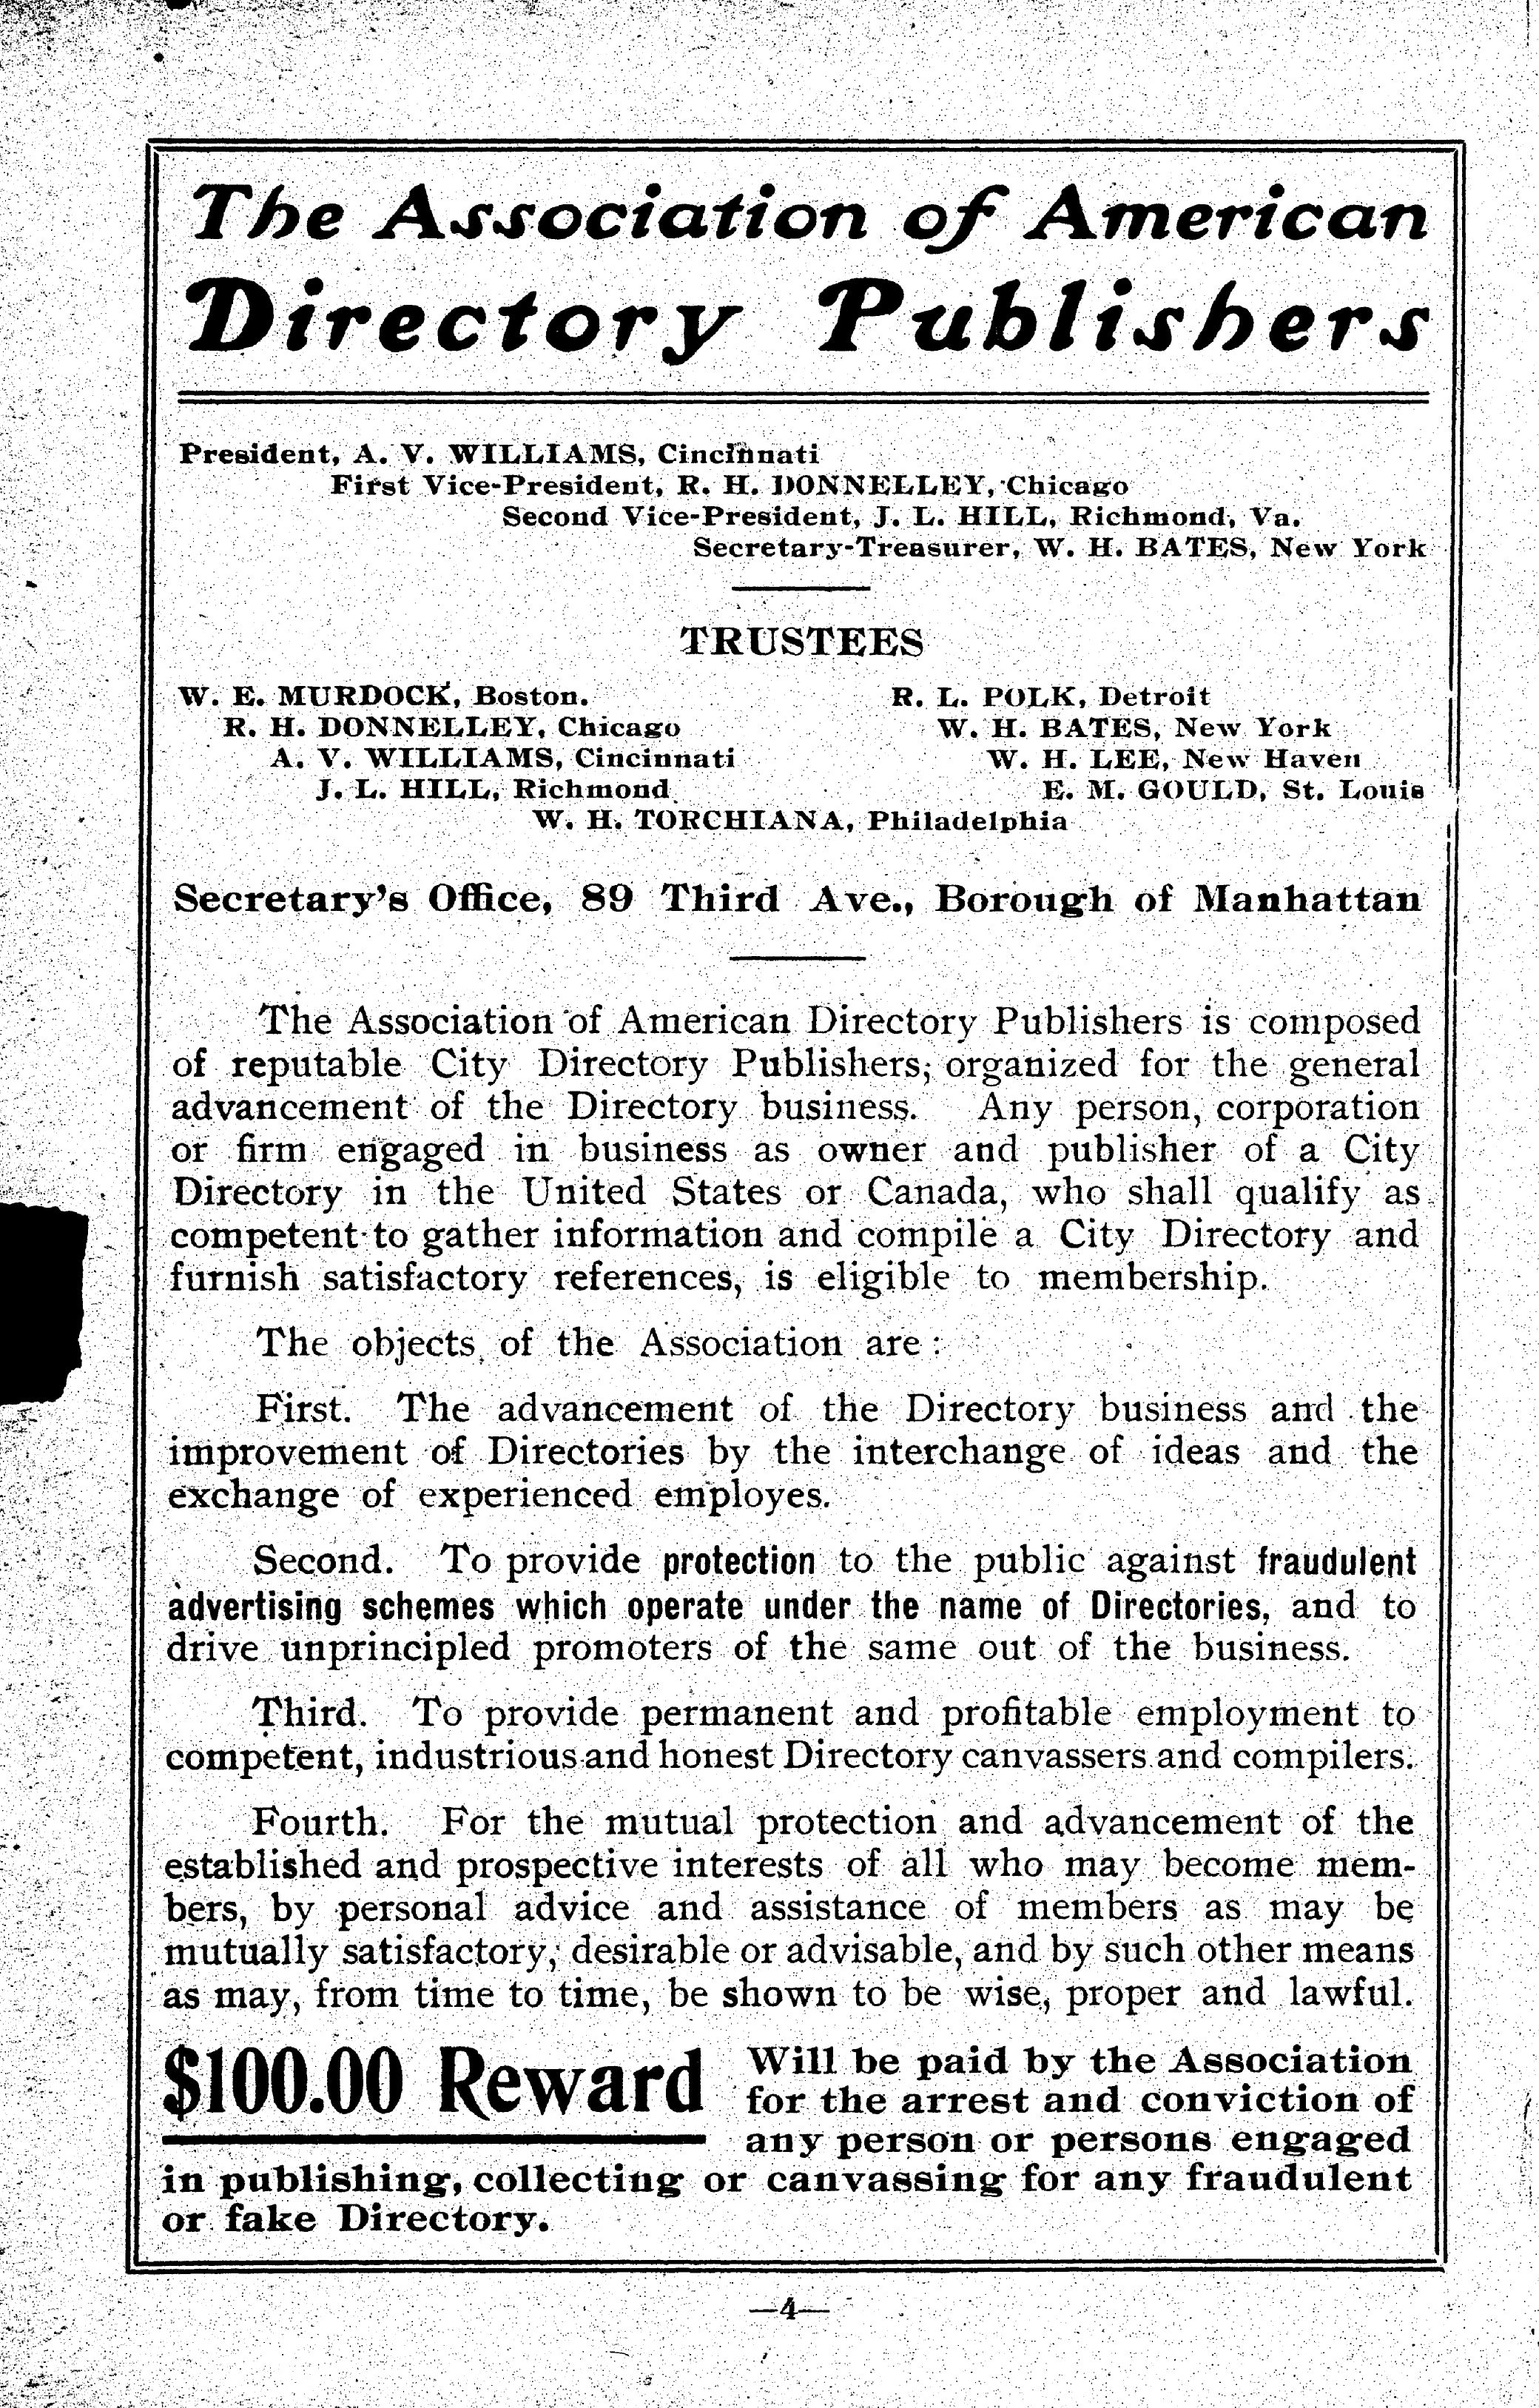 The Association of American
Directory Publishers
President, A. V. WILLIAMS, Cincinnati
First Vice-President, R. H. DONNELLEY, Chicago
Second Vice-President, J. L. HILL, Richmond, Va.
Secretary-Treasurer, W. H. BATES, New York
TRUSTEES
W. E. MURDOCK, Boston.
R. H. DONNELLEY, Chicago
A. V. WILLIAMS, Cincinnati
J. L. HILL, Richmond
R. L. POLK, Detroit
W. H. BATES, New York
W. H. LEE, New Haven
E. M. GOULD, St. Louis
W. H. TORCHIANA, Philadelphia
Secretary's Office, 89 Third Ave., Borough of Manhattan
The Association of American Directory Publishers is composed
of reputable City Directory Publishers, organized for the general
advancement of the Directory business. Any person, corporation
or firm engaged in business as owner and publisher of a City
Directory in the United States or Canada, who shall qualify as
competent to gather information and compile a City Directory and
furnish satisfactory references, is eligible to membership.
The objects of the Association are :
First. The advancement of the Directory business and the
improvement of Directories by the interchange of ideas and the
exchange of experienced employes.
Second. To provide protection to the public against fraudulent
advertising schemes which operate under the name of Directories, and to
drive unprincipled promoters of the same out of the business.
Third. To provide permanent and profitable employment to
competent, industrious and honest Directory canvassers and compilers.
Fourth. For the mutual protection and advancement of the
established and prospective interests of all who may become mem-
bers, by personal advice and assistance of members as may be
mutually satisfactory, desirable or advisable, and by such other means
as may, from time to time, be shown to be wise, proper and lawful.
$100.00 Reward Will be paid by the Association
for the arrest and conviction of
any person or persons engaged
in publishing, collecting or canvassing for any fraudulent
or fake Directory.
—4—